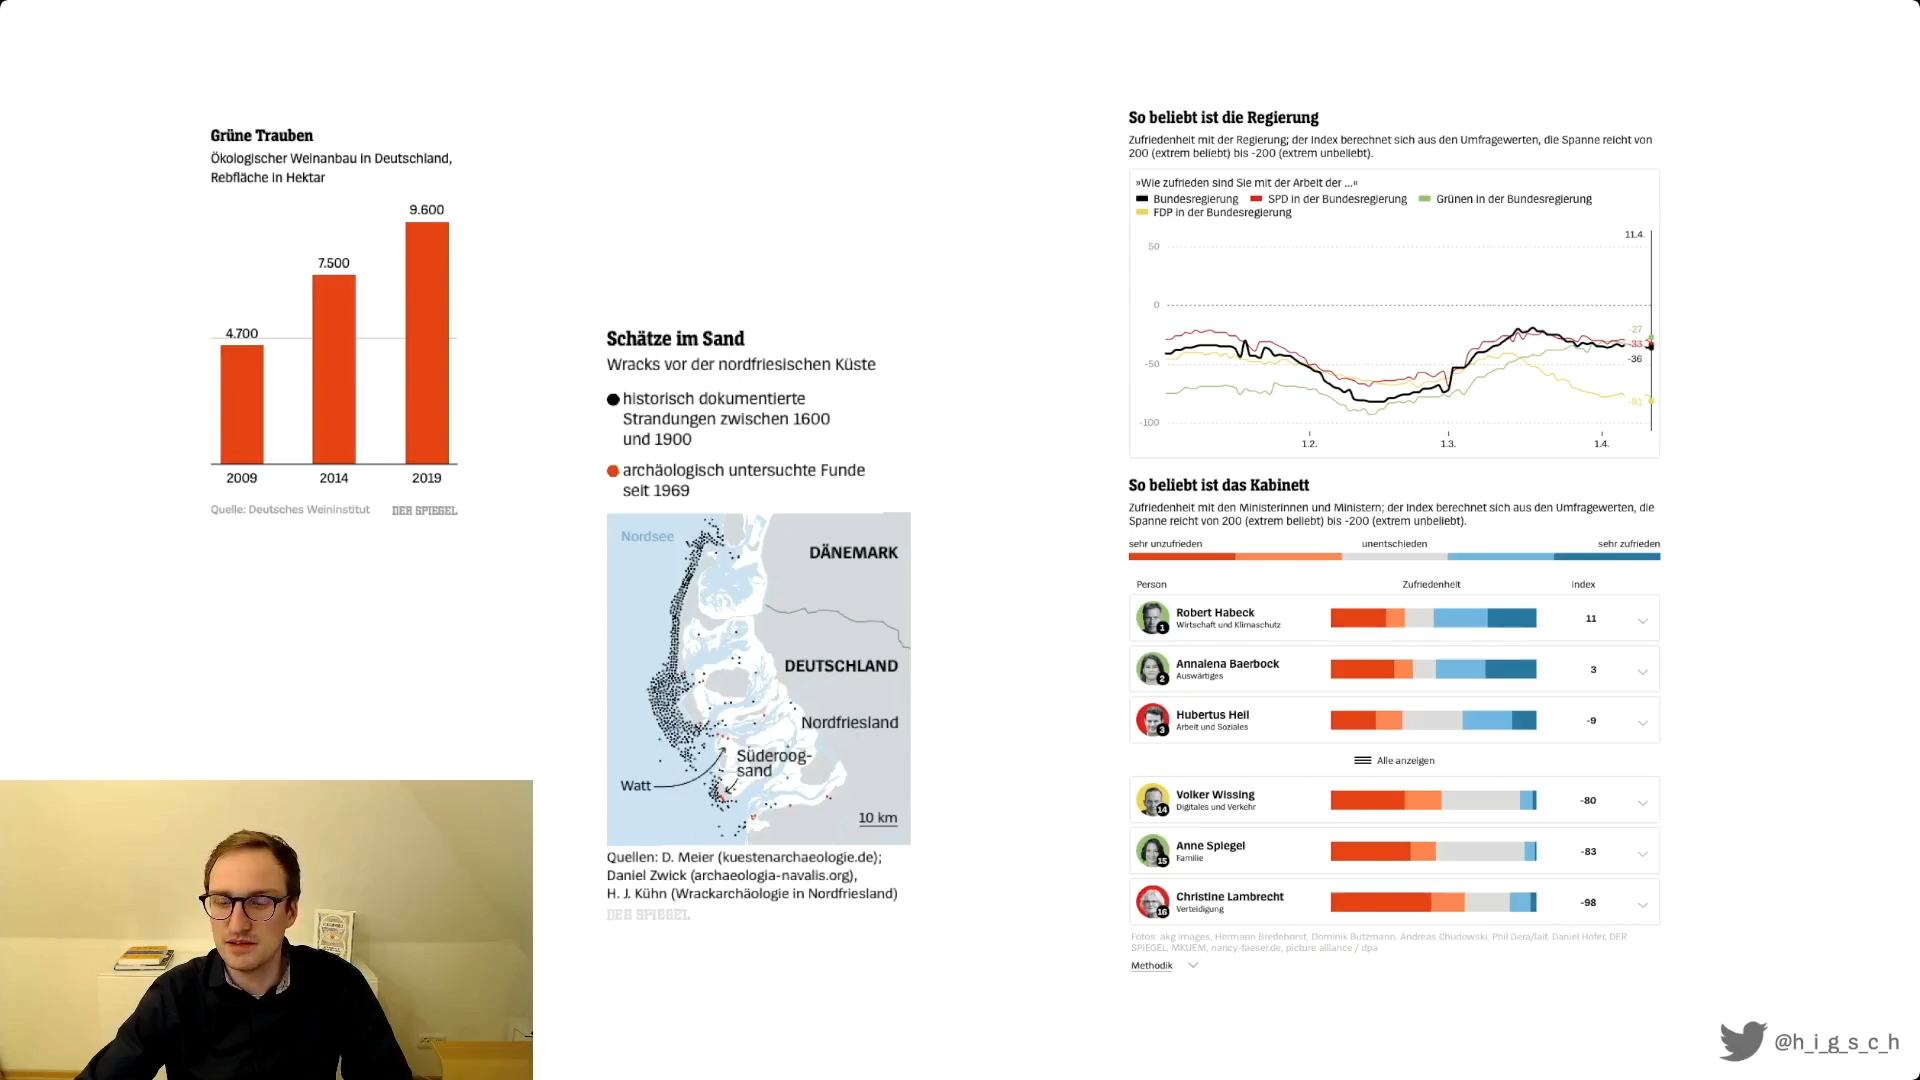 Grüne Trauben
Ökologischer Weinanbau in Deutschland,
Rebfläche in Hektar
9.600
7.500
4.700
2009 2014 2019
Quelle: Deutsches Weininstitut DER SPIEGEL
Schätze im Sand
Wracks vor der nordfriesischen Küste
historisch dokumentierte
Strandungen zwischen 1600
und 1900
archäologisch untersuchte Funde
seit 1969
Nordsee
DÄNEMARK
DEUTSCHLAND
Nordfriesland
Süderoog-
sand
Watt
10 km
Quellen: D. Meier (kuestenarchaeologie.de);
Daniel Zwick (archaeologia-navalis.org),
H. J. Kühn (Wrackarchäologie in Nordfriesland)
DER SPIEGEL
So beliebt ist die Regierung
Zufriedenheit mit der Regierung; der Index berechnet sich aus den Umfragewerten, die Spanne reicht von
200 (extrem beliebt) bis -200 (extrem unbeliebt).
»Wie zufrieden sind Sie mit der Arbeit der ...«
Bundesregierung SPD in der Bundesregierung Grünen in der Bundesregierung
FDP in der Bundesregierung
11.4.
50
0
-27
-33
-36
-50
-81
-100
1.2. 1.3. 1.4.
So beliebt ist das Kabinett
Zufriedenheit mit den Ministerinnen und Ministern; der Index berechnet sich aus den Umfragewerten, die
Spanne reicht von 200 (extrem beliebt) bis -200 (extrem unbeliebt).
sehr unzufrieden unentschieden sehr zufrieden
Person Zufriedenheit Index
Robert Habeck
Wirtschaft und Klimaschutz
1
11
Annalena Baerbock
Auswärtiges
2
3
Hubertus Heil
Arbeit und Soziales
3
-9
Alle anzeigen
Volker Wissing
Digitales und Verkehr
14
-80
Anne Spiegel
Familie
15
-83
Christine Lambrecht
Verteidigung
16
-98
Fotos: akg images, Hermann Bredehorst, Dominik Butzmann, Andreas Chudowski, Phil Dera/laif, Daniel Hofer, DER
SPIEGEL, MKUEM, nancy-faeser.de, picture alliance / dpa
Methodik
@h_i_g_s_c_h